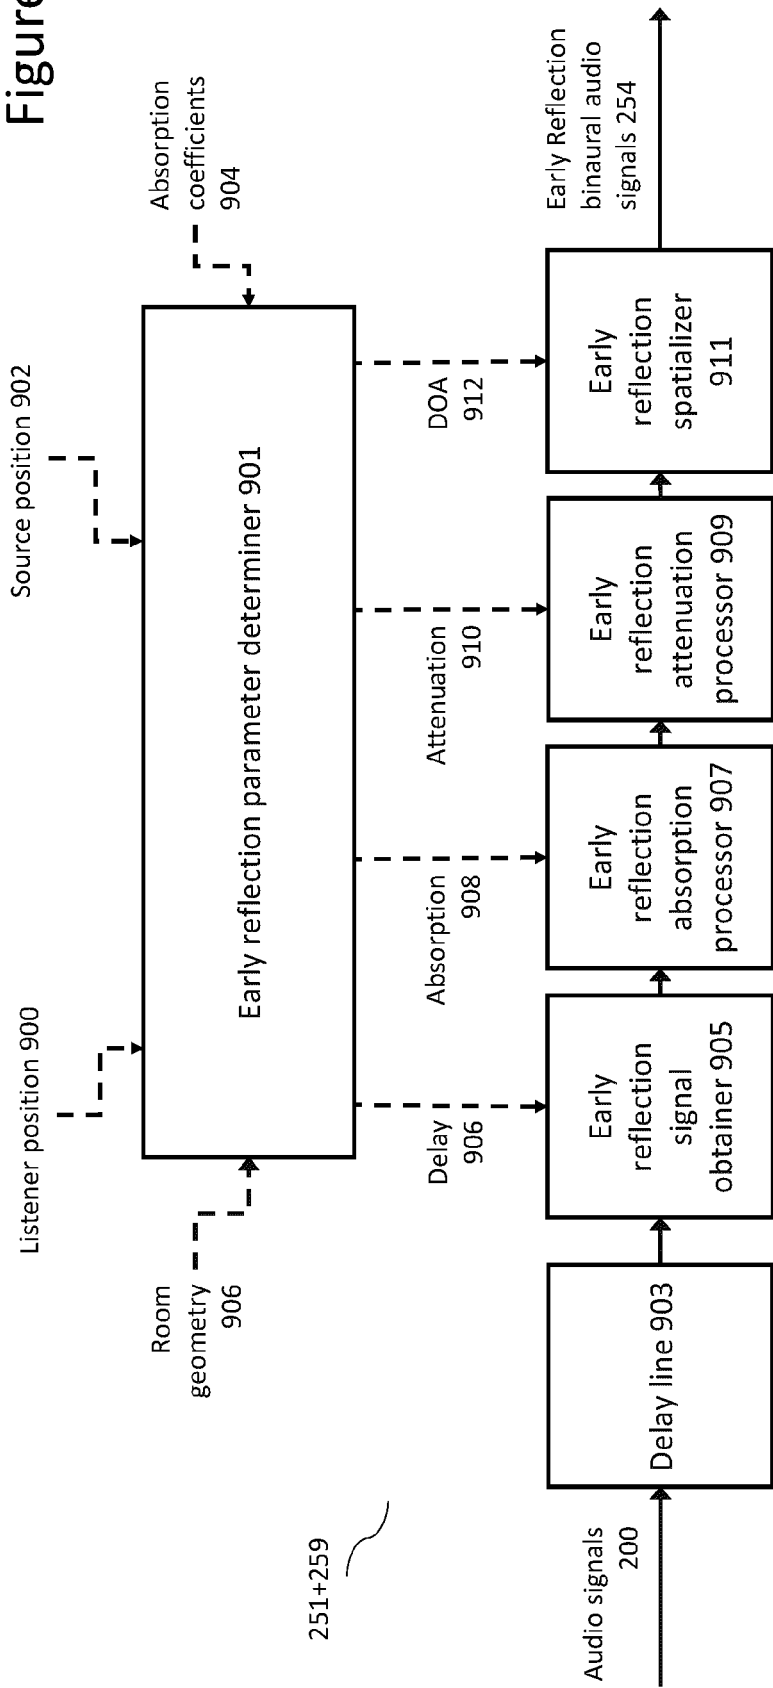 Figure
Source position 902
Listener position 900
Absorption
coefficients
904
Room
geometry
906
Early reflection parameter determiner 901
251+259
Delay
906
Absorption
908
Attenuation
910
DOA
912
Audio signals
200
Delay line 903
Early
reflection
signal
obtainer 905
Early
reflection
absorption
processor 907
Early
reflection
attenuation
processor 909
Early
reflection
spatializer
911
Early Reflection
binaural audio
signals 254